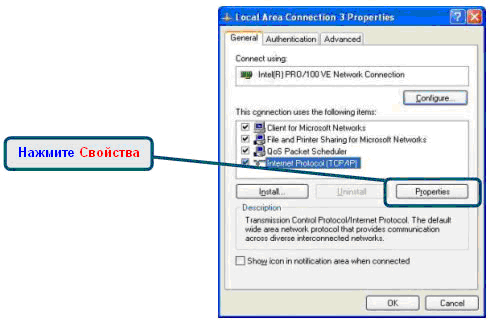 Local Area Connection 3 Properties
General Authentication Advanced
Connect using:
Intel(R) PRO/100 VE Network Connection
Configure...
This connection uses the following items:
Client for Microsoft Networks
File and Printer Sharing for Microsoft Networks
QoS Packet Scheduler
Internet Protocol (TCP/IP)
Нажмите Свойства
Install... Uninstall Properties
Description
Transmission Control Protocol/Internet Protocol. The default
wide area network protocol that provides communication
across diverse interconnected networks.
Show icon in notification area when connected
OK Cancel